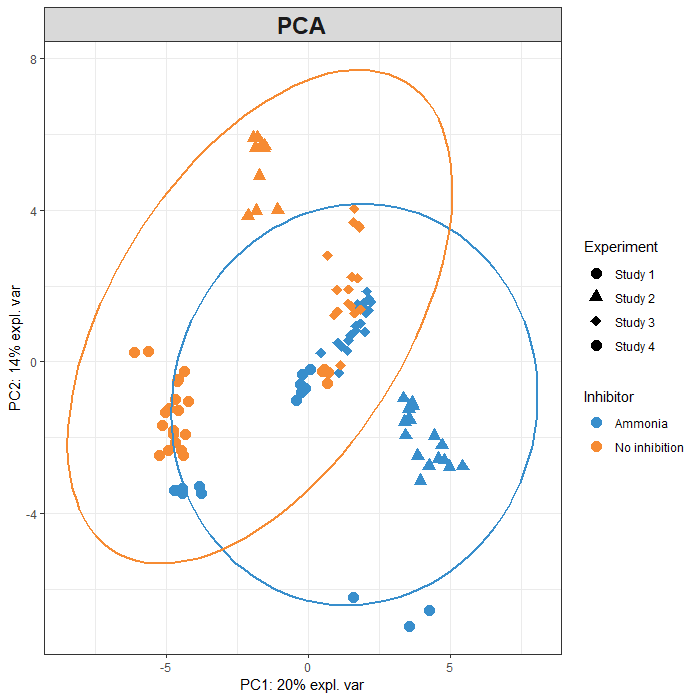 PCA
8
4
0
-4
PC2: 14% expl. var
-5
0
5
PC1: 20% expl. var
Experiment
Study 1
Study 2
Study 3
Study 4
Inhibitor
Ammonia
No inhibition